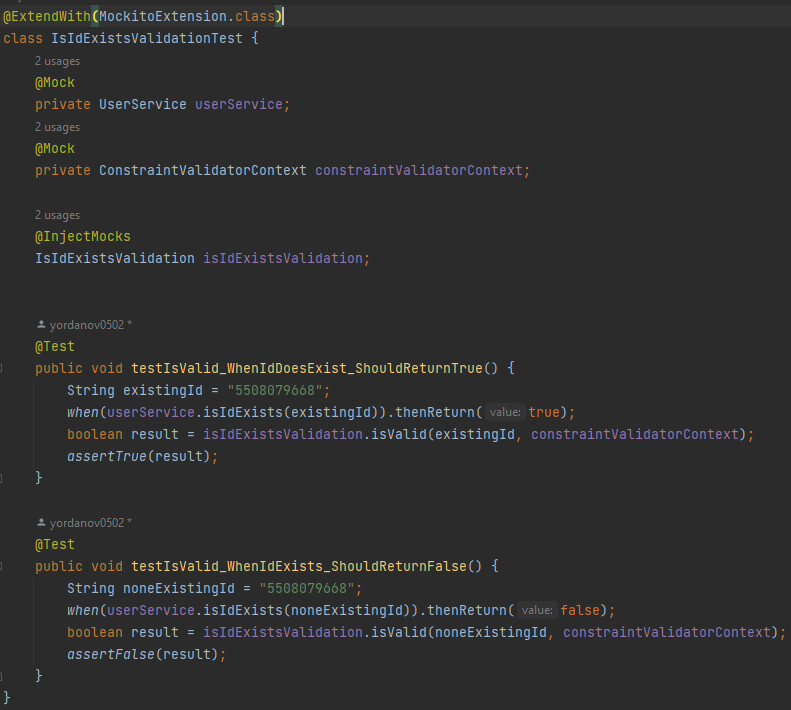 @ExtendWith(MockitoExtension.class)
class IsIdExistsValidationTest {
2 usages
@Mock
private UserService userService;
2 usages
@Mock
private ConstraintValidatorContext constraintValidatorContext;
2 usages
@InjectMocks
IsIdExistsValidation isIdExistsValidation;
yordanov0502 *
@Test
public void testIsValid_WhenIdDoesExist_ShouldReturnTrue() {
String existingId = "5508079668";
when(userService.isIdExists(existingId)).thenReturn( value: true);
boolean result = isIdExistsValidation.isValid(existingId, constraintValidatorContext);
assertTrue(result);
}
yordanov0502 *
@Test
public void testIsValid_WhenIdExists_ShouldReturnFalse() {
String noneExistingId = "5508079668";
when(userService.isIdExists(noneExistingId)).thenReturn( value: false);
boolean result = isIdExistsValidation.isValid(noneExistingId, constraintValidatorContext);
assertFalse(result);
}
}